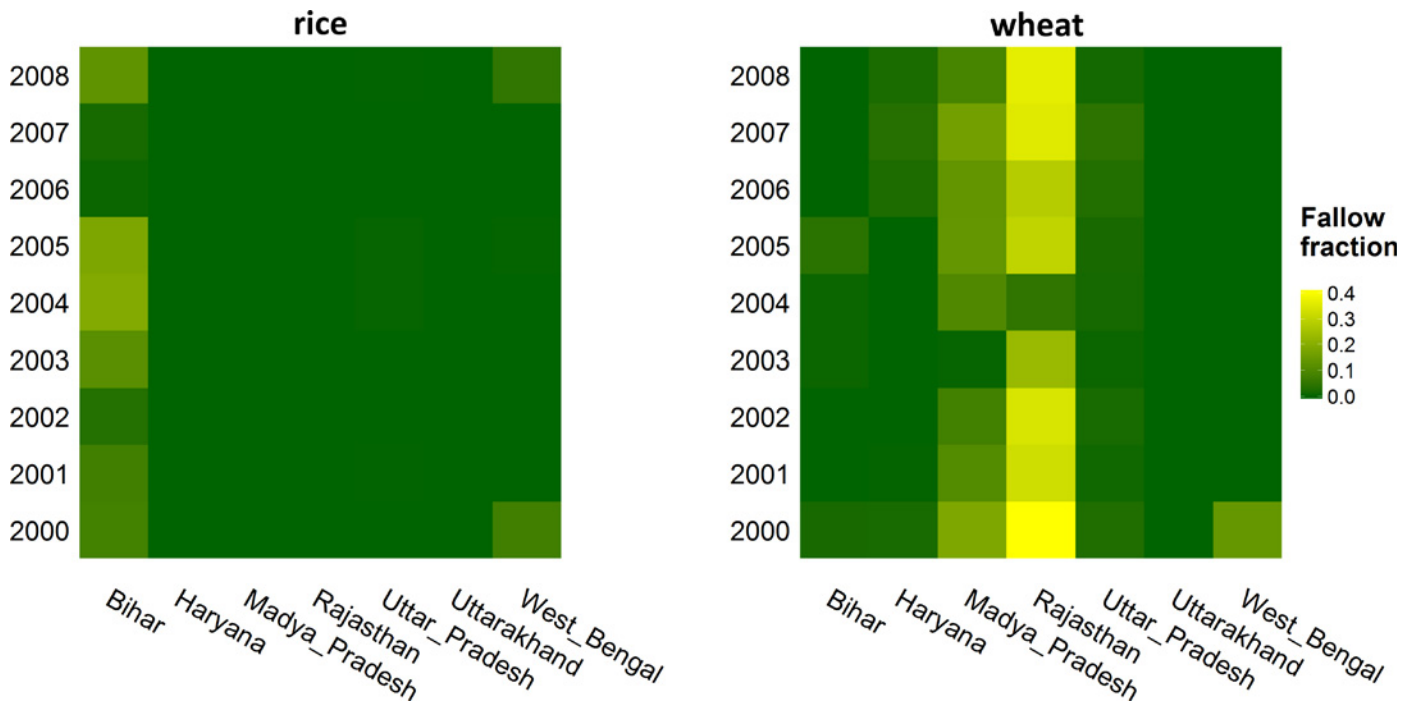 rice
2008
2007
2006
2005
2004
2003
2002
2001
2000
Bihar
Haryana
Madya_Pradesh
Rajasthan
Uttar_Pradesh
Uttarakhand
West_Bengal
wheat
2008
2007
2006
2005
2004
2003
2002
2001
2000
Bihar
Haryana
Madya_Pradesh
Rajasthan
Uttar_Pradesh
Uttarakhand
West_Bengal
Fallow
fraction
0.4
0.3
0.2
0.1
0.0